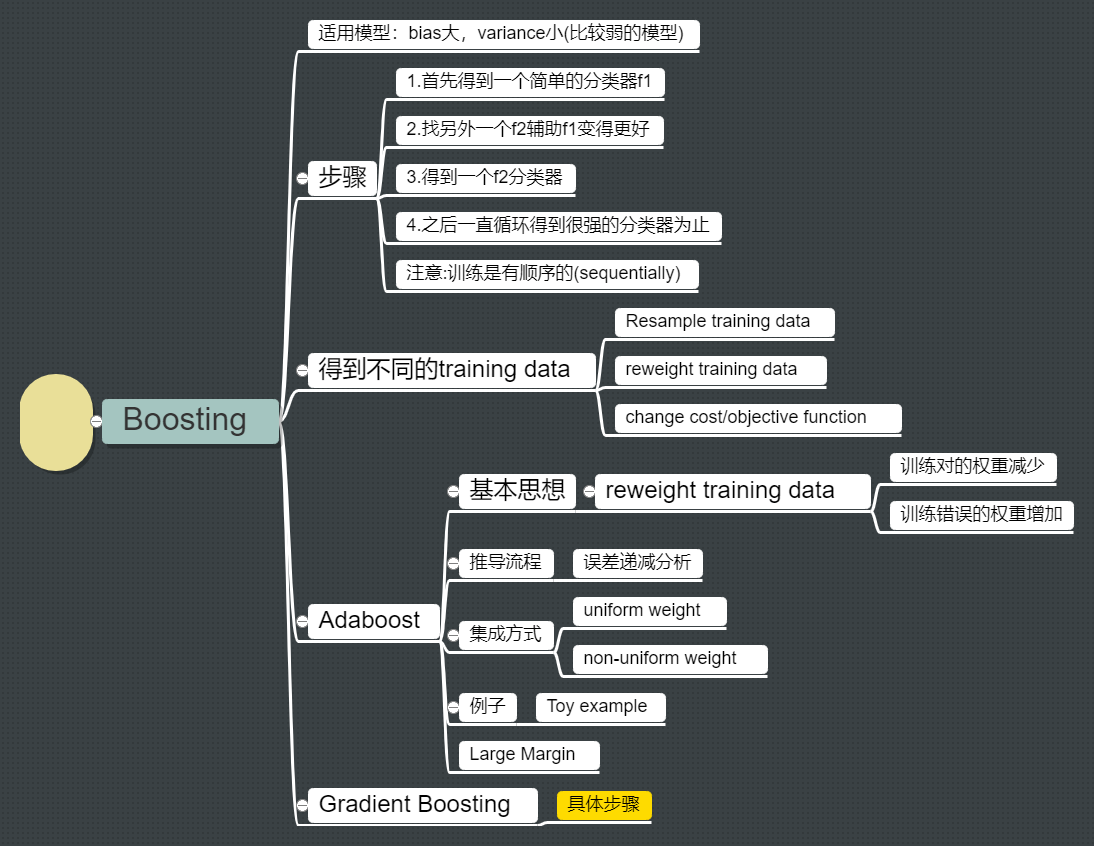 适用模型：bias大，variance小(比较弱的模型)
1.首先得到一个简单的分类器f1
2.找另外一个f2辅助f1变得更好
步骤
3.得到一个f2分类器
4.之后一直循环得到很强的分类器为止
注意:训练是有顺序的(sequentially)
Resample training data
得到不同的training data
reweight training data
change cost/objective function
Boosting
训练对的权重减少
基本思想
reweight training data
训练错误的权重增加
推导流程
误差递减分析
Adaboost
uniform weight
集成方式
non-uniform weight
例子
Toy example
Large Margin
Gradient Boosting
具体步骤